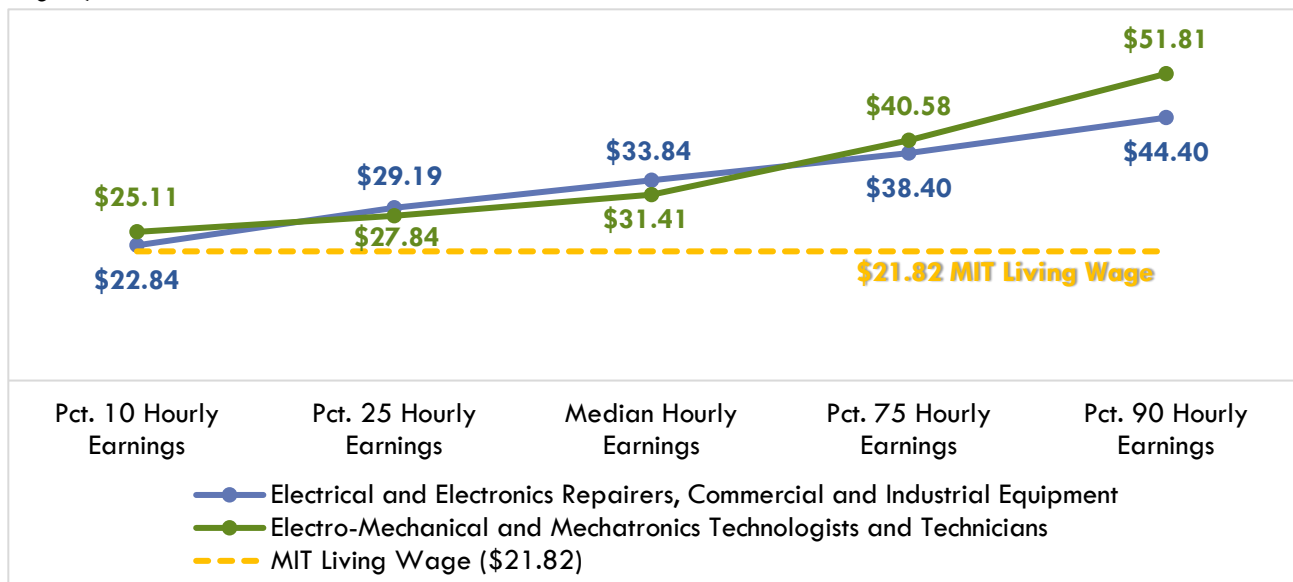 $51.81
$40.58
$33.84
$29.19
$44.40
$25.11
$38.40
$31.41
$27.84
$22.84
$21.82 MIT Living Wage
Pct. 10 Hourly
Earnings
Pct. 25 Hourly
Earnings
Median Hourly
Earnings
Pct. 75 Hourly
Earnings
Pct. 90 Hourly
Earnings
Electrical and Electronics Repairers, Commercial and Industrial Equipment
Electro-Mechanical and Mechatronics Technologists and Technicians
MIT Living Wage ($21.82)